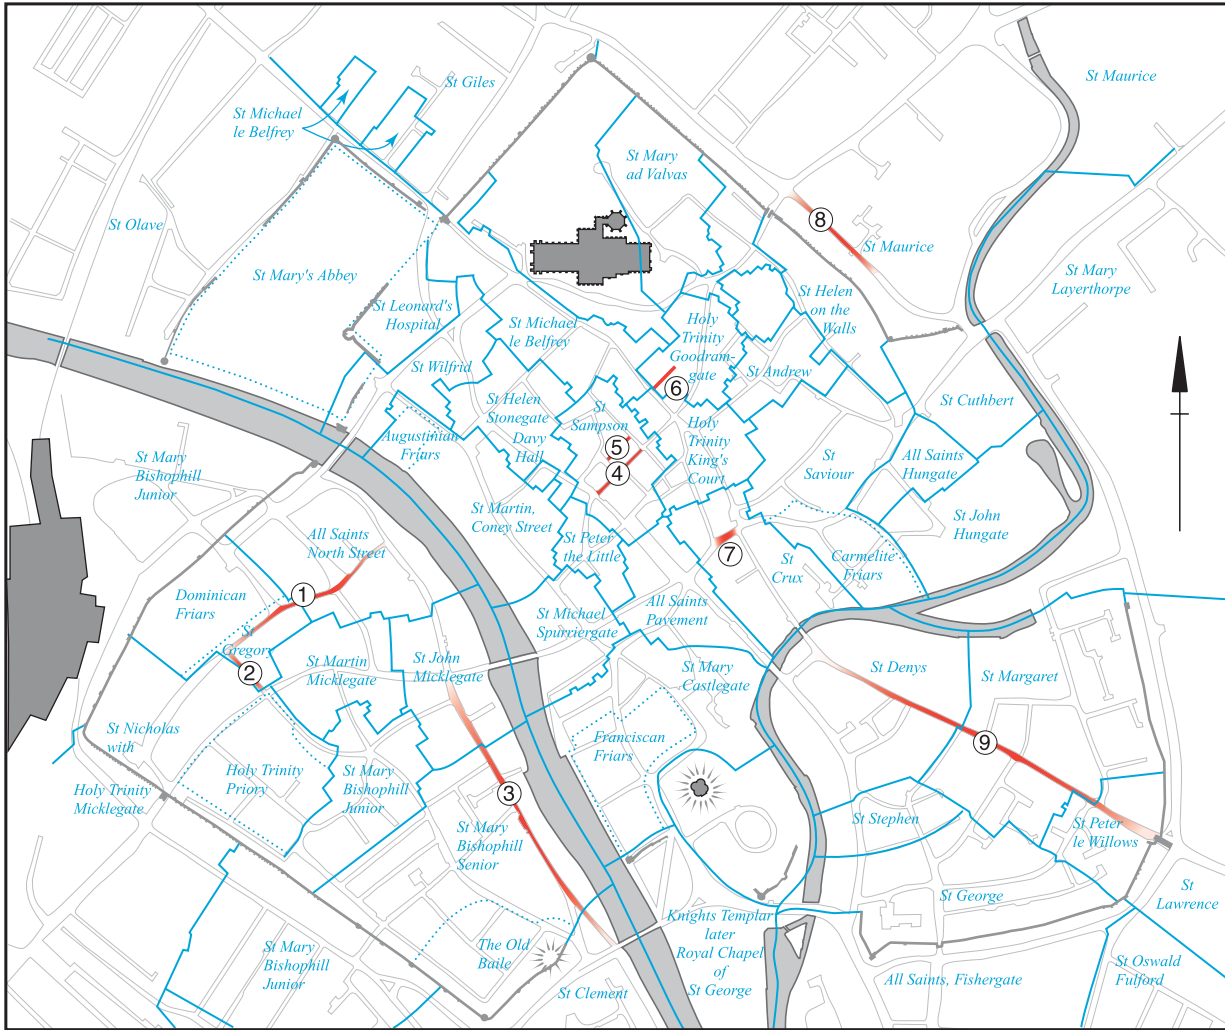 St Giles
St Maurice
St Michael
le Belfrey
St Mary
ad Valvas
St Olave
8
St Maurice
St Mary's Abbey
St Mary
Layerthorpe
St Leonard's
Hospital
St Helen
on the
Walls
St Michael
le Belfrey
Holy
Trinity
Goodram-
gate
St Wilfrid
St Andrew
6
St Helen
Stonegate
St
Sampson
St Cuthbert
Augustinian
Friars
Davy
Hall
5
4
Holy
Trinity
King's
Court
St
Saviour
All Saints
Hungate
St Mary
Bishophill
Junior
St Martin,
Coney Street
St John
Hungate
All Saints
North Street
St Peter
the Little
7
St
Crux
Carmelite
Friars
Dominican
Friars
1
St Michael
Spurriergate
All Saints
Pavement
St
Gregory
2
St Martin
Micklegate
St John
Micklegate
St Mary
Castlegate
St Denys
St Margaret
St Nicholas
with
Holy Trinity
Micklegate
Holy Trinity
Priory
St Mary
Bishophill
Junior
Franciscan
Friars
9
3
St Mary
Bishophill
Senior
St Stephen
St Peter
le Willows
St George
St
Lawrence
St Mary
Bishophill
Junior
The Old
Baile
Knights Templar
later
Royal Chapel
of
St George
St Clement
All Saints, Fishergate
St Oswald
Fulford